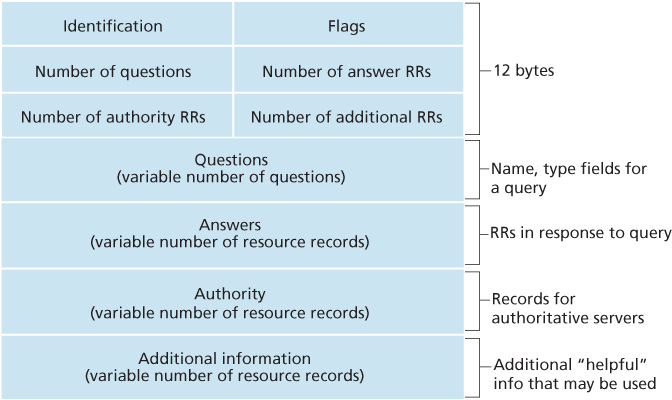 Identification
Flags
Number of questions
Number of answer RRs
12 bytes
Number of authority RRs
Number of additional RRs
Questions
(variable number of questions)
Name, type fields for
a query
Answers
(variable number of resource records)
RRs in response to query
Authority
(variable number of resource records)
Records for
authoritative servers
Additional information
(variable number of resource records)
Additional “helpful”
info that may be used